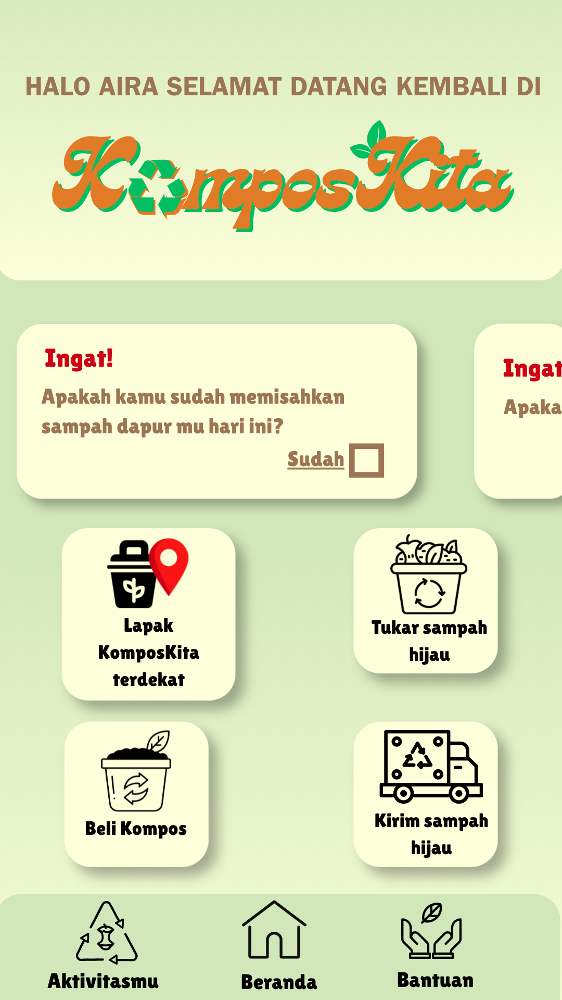 HALO AIRA SELAMAT DATANG KEMBALI DI
KomposKita
Ingat!
Apakah kamu sudah memisahkan
sampah dapur mu hari ini?
Sudah
Ingat
Apaka
Lapak
KomposKita
terdekat
Tukar sampah
hijau
Beli Kompos
Kirim sampah
hijau
Aktivitasmu
Beranda
Bantuan